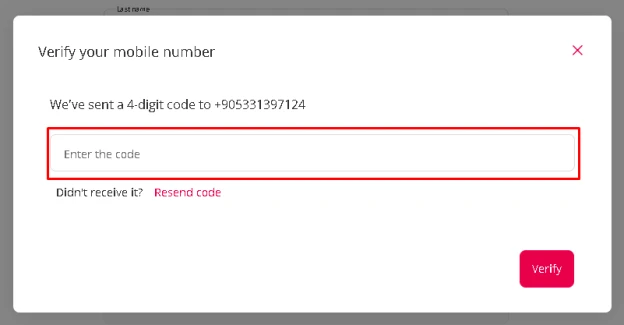 Last name
Verify your mobile number
We've sent a 4-digit code to +905331397124
Enter the code
Didn't receive it? Resend code
Verify